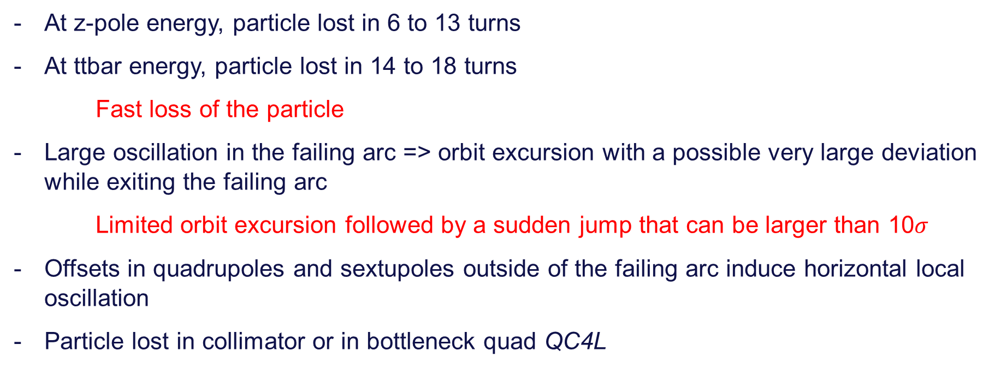 - At z-pole energy, particle lost in 6 to 13 turns
- At ttbar energy, particle lost in 14 to 18 turns
Fast loss of the particle
- Large oscillation in the failing arc => orbit excursion with a possible very large deviation
while exiting the failing arc
Limited orbit excursion followed by a sudden jump that can be larger than 10𝜎
- Offsets in quadrupoles and sextupoles outside of the failing arc induce horizontal local
oscillation
- Particle lost in collimator or in bottleneck quad QC4L